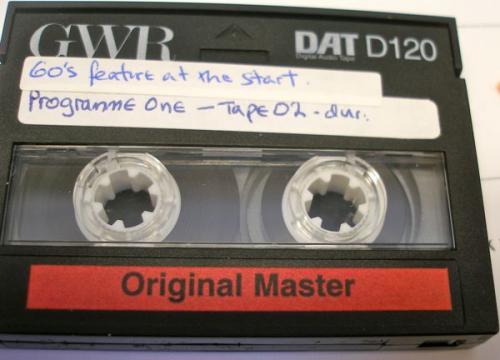 GWR
DAT D120
Digital Audio Tape
60's feature at the start.
Programme One - Tape 02 - dur:
Original Master